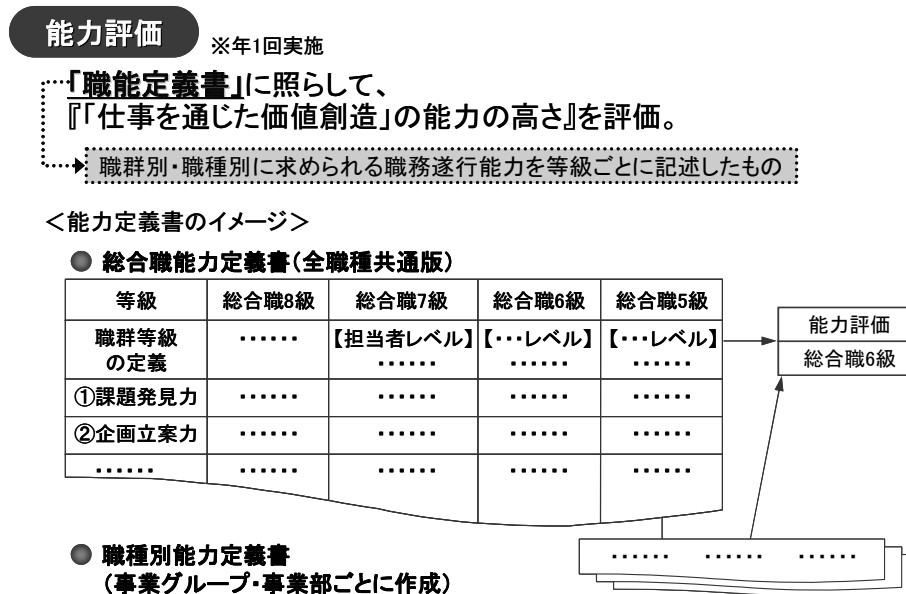 能力評価 ※年1回実施
「職能定義書」に照らして、
『「仕事を通じた価値創造」の能力の高さ』を評価。
職群別・職種別に求められる職務遂行能力を等級ごとに記述したもの
＜能力定義書のイメージ＞
● 総合職能力定義書(全職種共通版)
等級 総合職8級 総合職7級 総合職6級 総合職5級
職群等級の定義 ‥‥‥ 【担当者レベル】‥‥‥ 【･･･レベル】‥‥‥ 【･･･レベル】‥‥‥
①課題発見力 ‥‥‥ ‥‥‥ ‥‥‥ ‥‥‥
②企画立案力 ‥‥‥ ‥‥‥ ‥‥‥ ‥‥‥
‥‥‥ ‥‥‥ ‥‥‥ ‥‥‥ ‥‥‥
能力評価
総合職6級
● 職種別能力定義書
(事業グループ・事業部ごとに作成)
‥‥‥ ‥‥‥ ‥‥‥